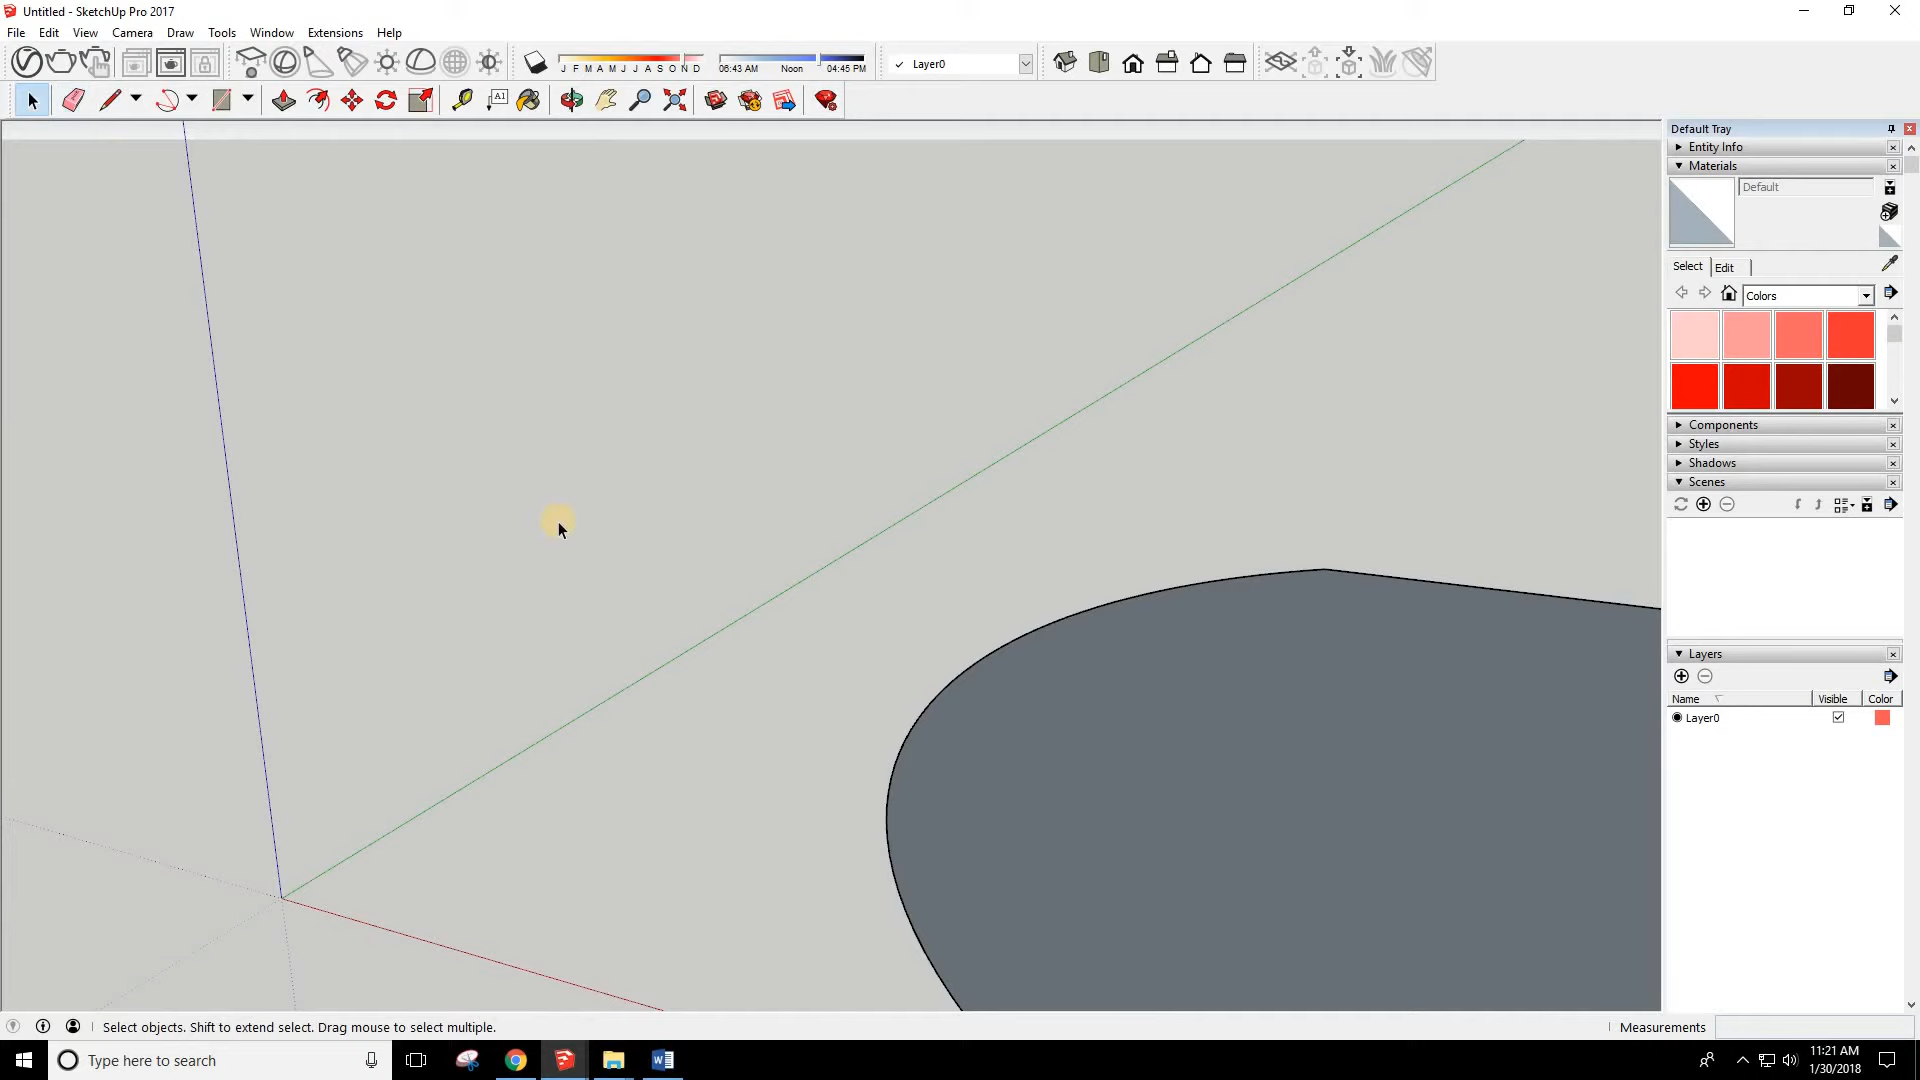 Untitled - SketchUp Pro 2017
File Edit View Camera Draw Tools Window Extensions Help
J F M A M J J A S O N D
06:43 AM Noon 04:45 PM
Layer0
A1
Default Tray
Entity Info
Materials
Default
Select Edit
Colors
Components
Styles
Shadows
Scenes
Layers
Name Visible Color
Layer0
Select objects. Shift to extend select. Drag mouse to select multiple.
Measurements
Type here to search
11:21 AM
1/30/2018